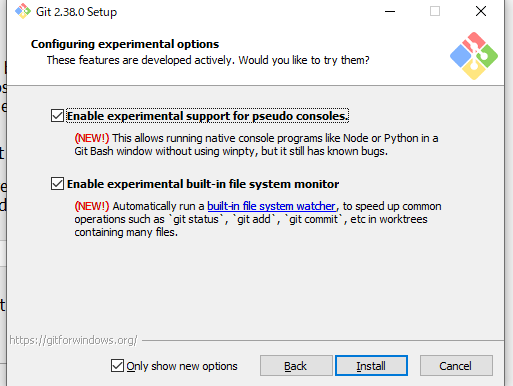 Git 2.38.0 Setup
Configuring experimental options
These features are developed actively. Would you like to try them?
Enable experimental support for pseudo consoles.
(NEW!) This allows running native console programs like Node or Python in a
Git Bash window without using winpty, but it still has known bugs.
Enable experimental built-in file system monitor
(NEW!) Automatically run a built-in file system watcher, to speed up common
operations such as `git status`, `git add`, `git commit`, etc in worktrees
containing many files.
https://gitforwindows.org/
Only show new options
Back
Install
Cancel